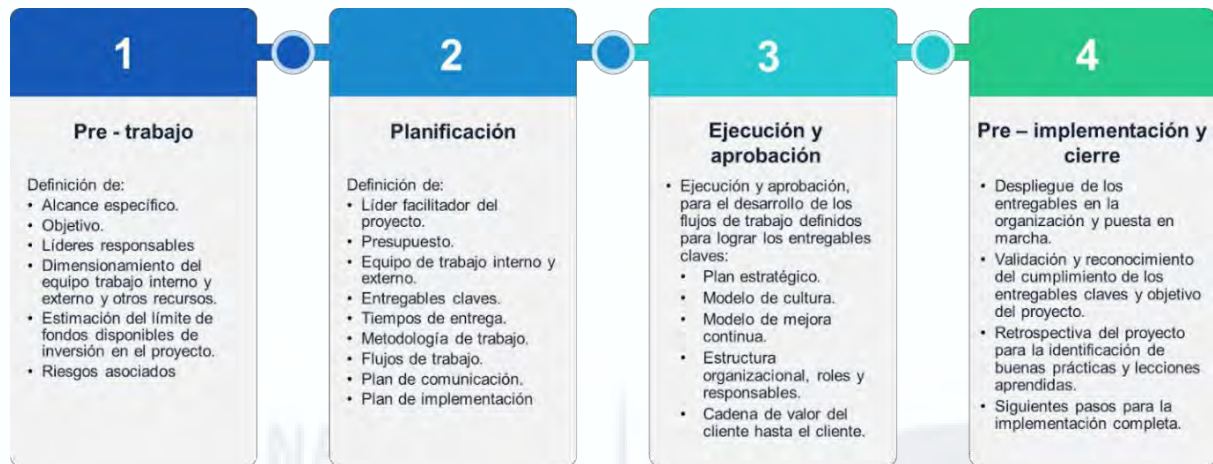 1
Pre - trabajo
Definición de:
• Alcance específico.
• Objetivo.
• Líderes responsables
• Dimensionamiento del
equipo trabajo interno y
externo y otros recursos.
• Estimación del límite de
fondos disponibles de
inversión en el proyecto.
• Riesgos asociados
2
Planificación
Definición de:
• Líder facilitador del
proyecto.
• Presupuesto.
• Equipo de trabajo interno y
externo.
• Entregables claves.
• Tiempos de entrega.
• Metodología de trabajo.
• Flujos de trabajo.
• Plan de comunicación.
• Plan de implementación
3
Ejecución y
aprobación
• Ejecución y aprobación,
para el desarrollo de los
flujos de trabajo definidos
para lograr los entregables
claves:
• Plan estratégico.
• Modelo de cultura.
• Modelo de mejora
continua.
• Estructura
organizacional, roles y
responsables.
• Cadena de valor del
cliente hasta el cliente.
4
Pre – implementación y
cierre
• Despliegue de los
entregables en la
organización y puesta en
marcha.
• Validación y reconocimiento
del cumplimiento de los
entregables claves y objetivo
del proyecto.
• Retrospectiva del proyecto
para la identificación de
buenas prácticas y lecciones
aprendidas.
• Siguientes pasos para la
implementación completa.